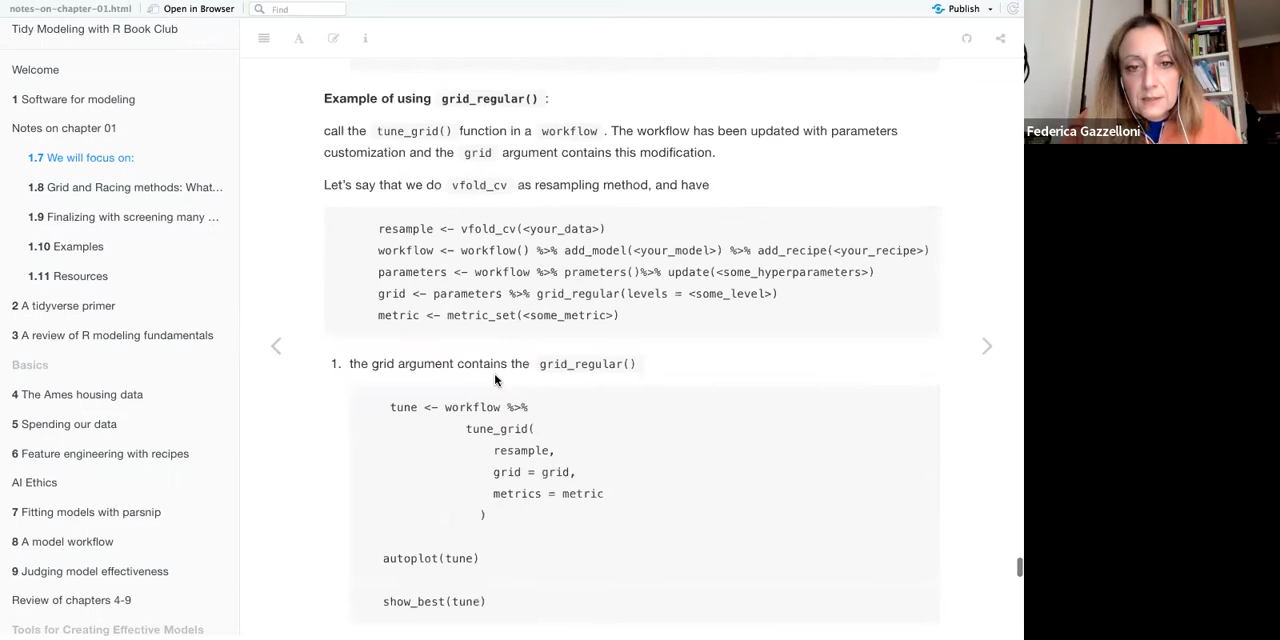 notes-on-chapter-01.html
Open in Browser
Find
Publish
Tidy Modeling with R Book Club
Welcome
1 Software for modeling
Notes on chapter 01
1.7 We will focus on:
1.8 Grid and Racing methods: What...
1.9 Finalizing with screening many ...
1.10 Examples
1.11 Resources
2 A tidyverse primer
3 A review of R modeling fundamentals
Basics
4 The Ames housing data
5 Spending our data
6 Feature engineering with recipes
AI Ethics
7 Fitting models with parsnip
8 A model workflow
9 Judging model effectiveness
Review of chapters 4-9
Tools for Creating Effective Models
Example of using grid_regular() :
call the tune_grid() function in a workflow . The workflow has been updated with parameters
customization and the grid argument contains this modification.
Let's say that we do vfold_cv as resampling method, and have
resample <- vfold_cv(<your_data>)
workflow <- workflow() %>% add_model(<your_model>) %>% add_recipe(<your_recipe>)
parameters <- workflow %>% prameters()%>% update(<some_hyperparameters>)
grid <- parameters %>% grid_regular(levels = <some_level>)
metric <- metric_set(<some_metric>)
1. the grid argument contains the grid_regular()
tune <- workflow %>%
tune_grid(
resample,
grid = grid,
metrics = metric
)
autoplot(tune)
show_best(tune)
Federica Gazzelloni